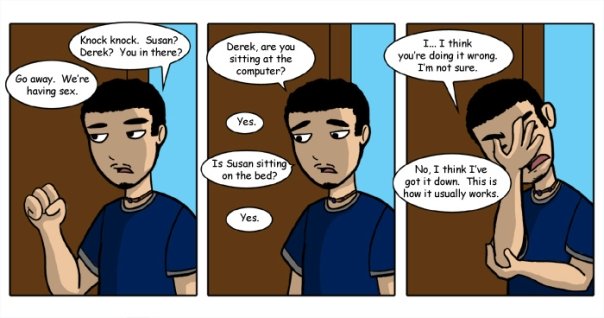 Knock knock.  Susan?
Derek?  You in there?
Go away.  We're
having sex.
Derek, are you
sitting at the
computer?
Yes.
Is Susan sitting
on the bed?
Yes.
I... I think
you're doing it wrong.
I'm not sure.
No, I think I've
got it down.  This is
how it usually works.